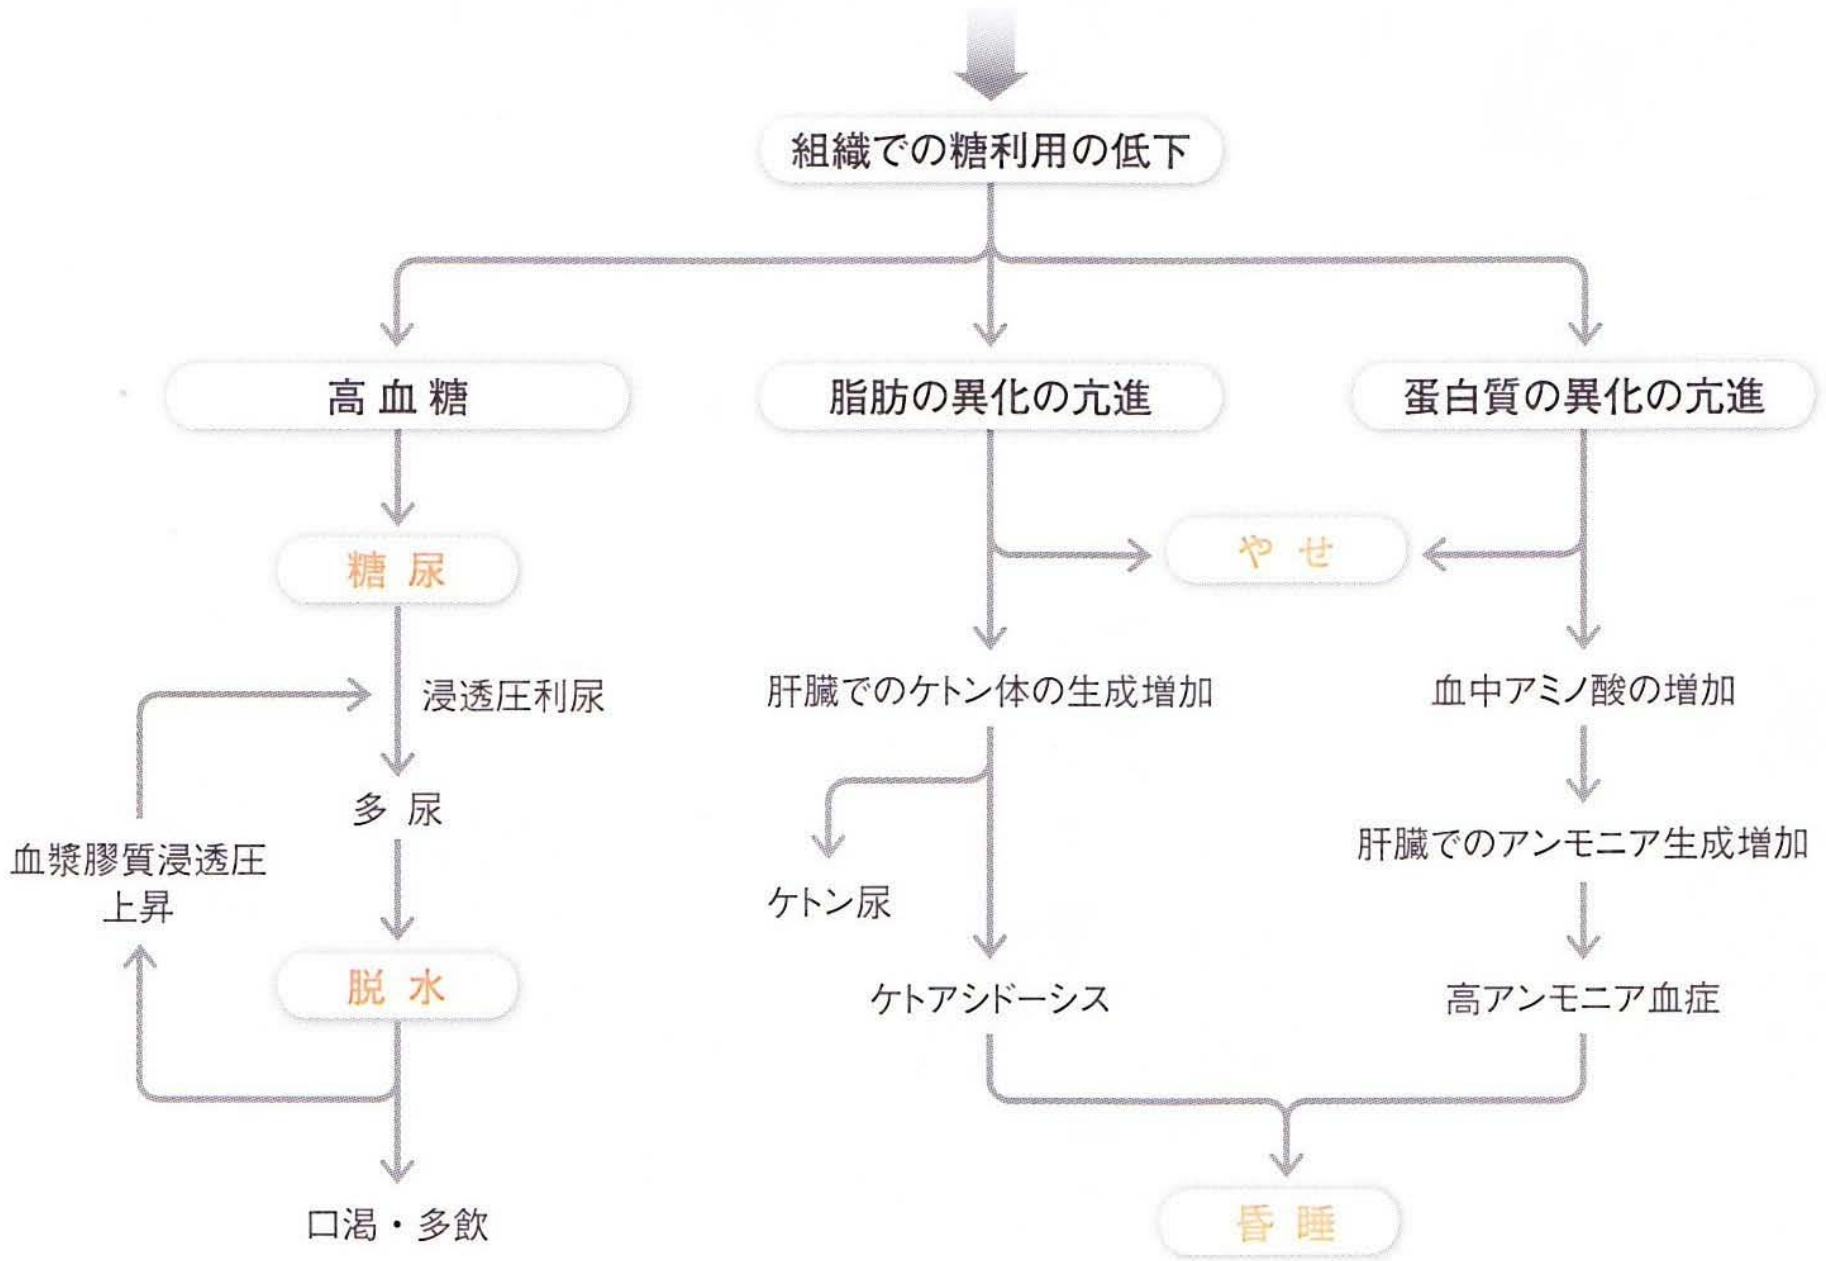 組織での糖利用の低下
高血糖
脂肪の異化の亢進
蛋白質の異化の亢進
糖尿
やせ
浸透圧利尿
肝臓でのケトン体の生成増加
血中アミノ酸の増加
多尿
血漿膠質浸透圧
上昇
肝臓でのアンモニア生成増加
ケトン尿
脱水
ケトアシドーシス
高アンモニア血症
口渇・多飲
昏睡